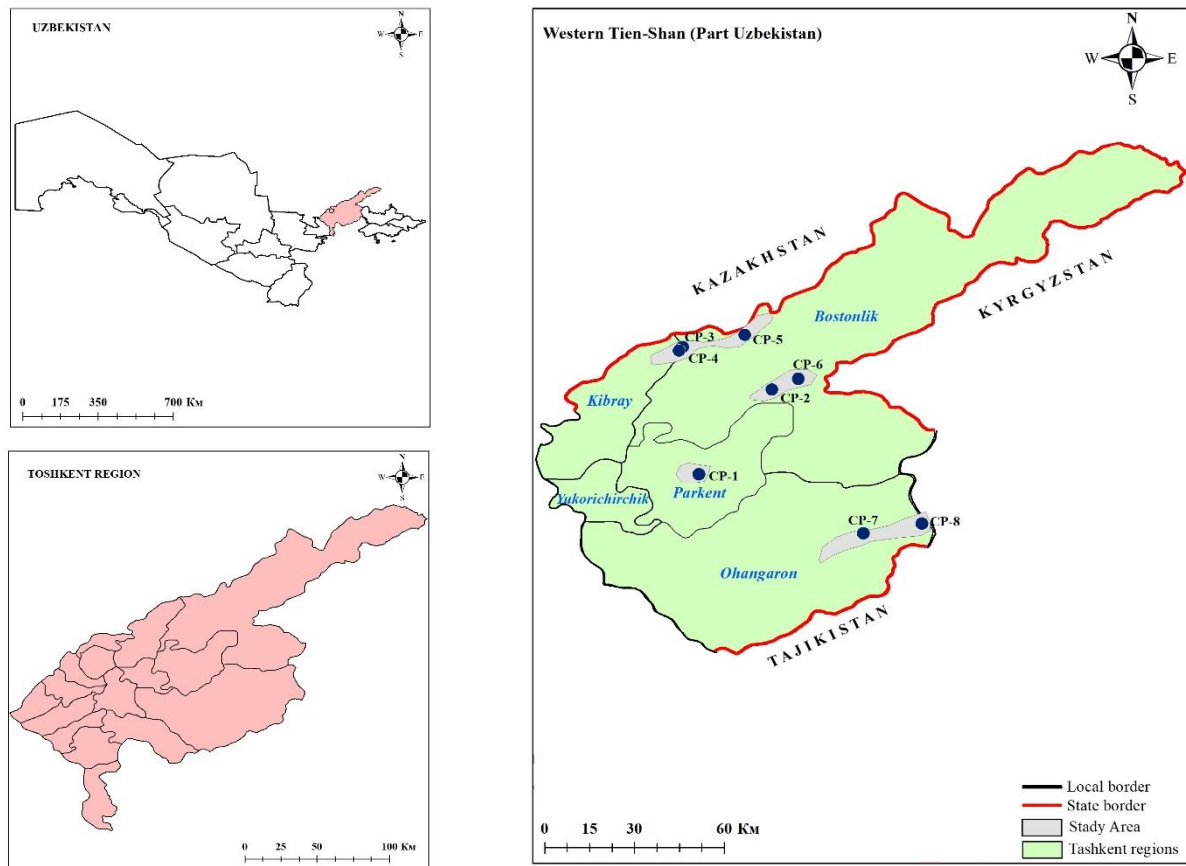 UZBEKISTAN
N
W E
S
0 175 350 700 Км
TOSHKENT REGION
N
W E
S
0 25 50 100 Км
Western Tien-Shan (Part Uzbekistan)
N
W E
S
KAZAKHSTAN
KYRGYZSTAN
Bostonlik
CP-3
CP-5
CP-4
CP-6
Kibray
CP-2
CP-1
Yukorichirchik
Parkent
CP-8
CP-7
Ohangaron
TAJIKISTAN
0 15 30 60 Км
Local border
State border
Stady Area
Tashkent regions